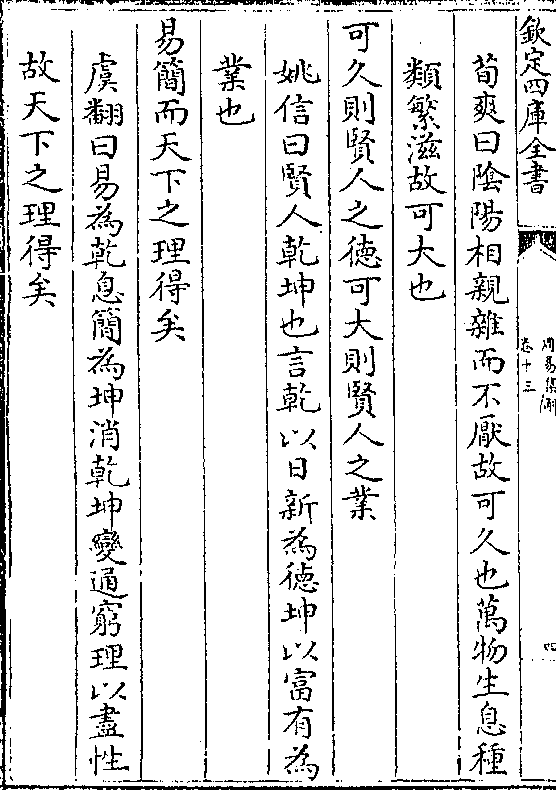 欽定四庫全書
周易集解
卷十三
四
荀爽曰陰陽相親雜而不厭故可久也萬物生息種
類繁滋故可大也
可久則賢人之德可大則賢人之業
姚信曰賢人乾坤也言乾以日新為德坤以富有為
業也
易簡而天下之理得矣
虞翻曰易為乾息簡為坤消乾坤變通窮理以盡性
故天下之理得矣